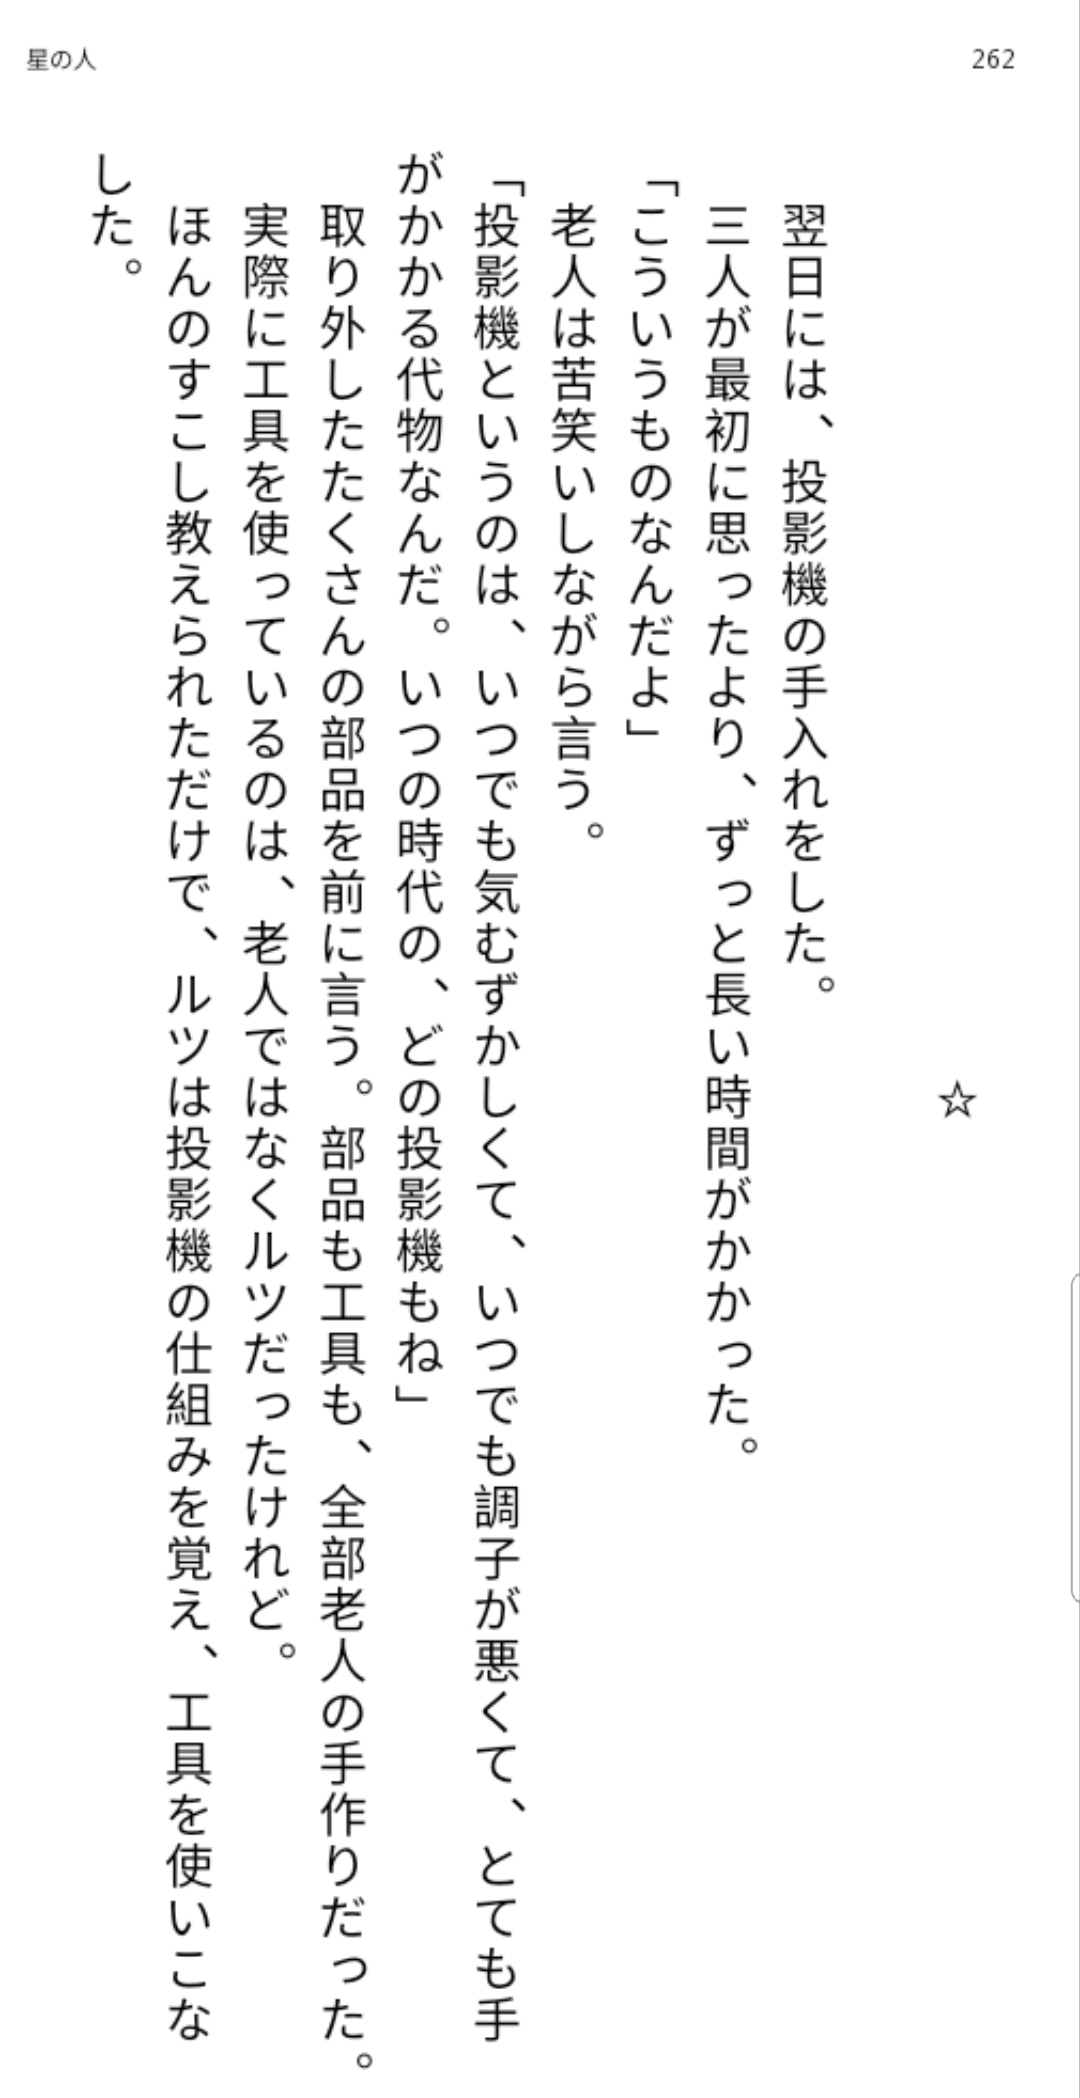 星の人
262
☆
翌日には、投影機の手入れをした。
三人が最初に思ったより、ずっと長い時間がかかった。
「こういうものなんだよ」
老人は苦笑いしながら言う。
「投影機というのは、いつでも気むずかしくて、いつでも調子が悪くて、とても手
がかかる代物なんだ。いつの時代の、どの投影機もね」
取り外したたくさんの部品を前に言う。部品も工具も、全部老人の手作りだった。
実際に工具を使っているのは、老人ではなくルツだったけれど。
ほんのすこし教えられただけで、ルツは投影機の仕組みを覚え、工具を使いこな
した。